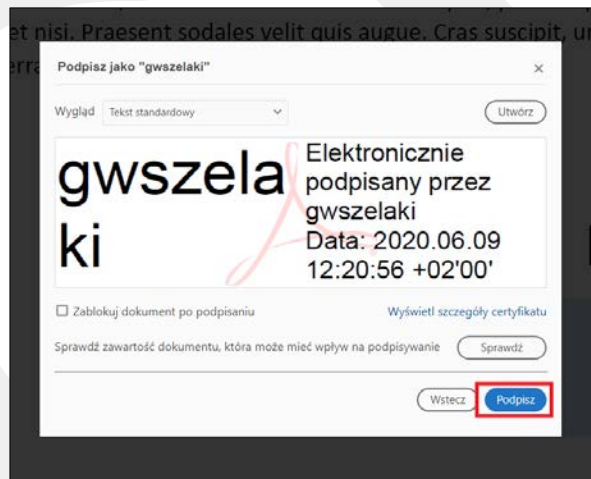 et nisi. Praesent sodales velit quis augue. Cras suscipit, ur
erra
Podpisz jako "gwszelaki"
Wygląd Tekst standardowy Utwórz
gwszela
ki
Elektronicznie
podpisany przez
gwszelaki
Data: 2020.06.09
12:20:56 +02'00'
Zablokuj dokument po podpisaniu Wyświetl szczegóły certyfikatu
Sprawdź zawartość dokumentu, która może mieć wpływ na podpisywanie Sprawdź
Wstecz Podpisz